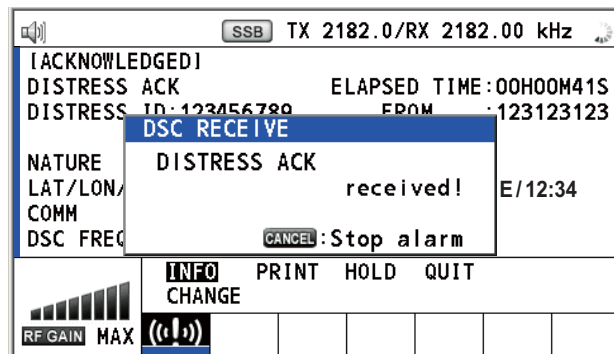 SSB TX 2182.0/RX 2182.00 kHz
[ACKNOWLEDGED]
DISTRESS ACK ELAPSED TIME:00H00M41S
DISTRESS ID:123456789 FROM :123123123
DSC RECEIVE
NATURE DISTRESS ACK
LAT/LON/ received! E/12:34
COMM
DSC FREQ CANCEL:Stop alarm
INFO PRINT HOLD QUIT
CHANGE
RF GAIN MAX